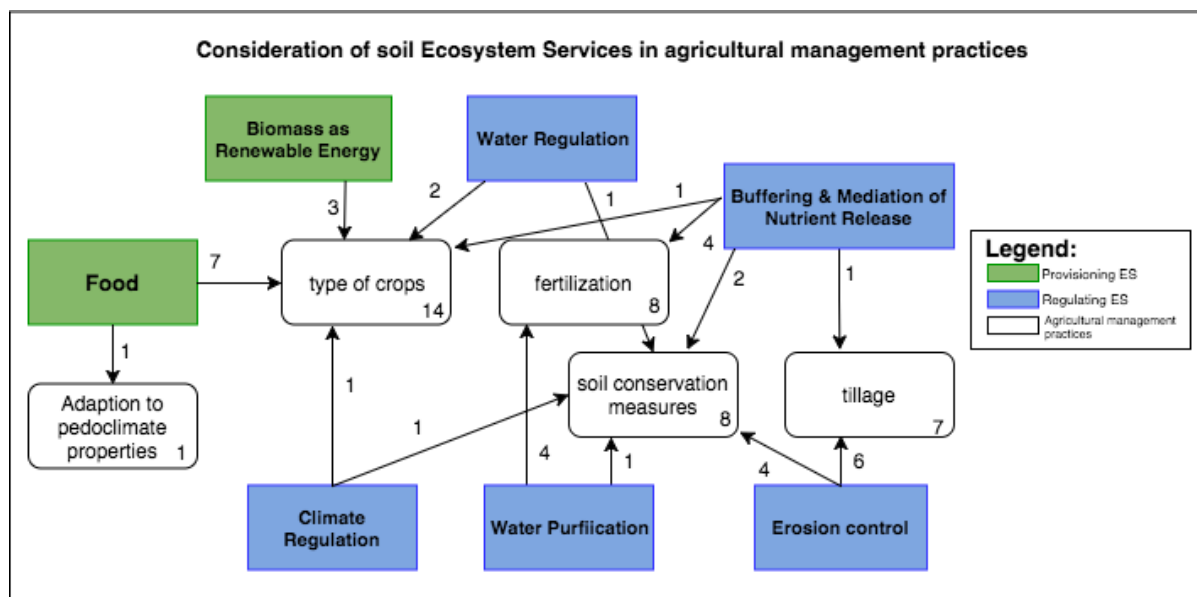 Consideration of soil Ecosystem Services in agricultural management practices
Biomass as
Renewable Energy
Water Regulation
Buffering & Mediation of
Nutrient Release
3
2
1
1
4
2
1
Food
7
type of crops
14
fertilization
8
1
Adaption to
pedoclimate
properties
1
soil conservation
measures
8
tillage
7
1
1
4
1
4
6
Climate
Regulation
Water Purfiication
Erosion control
Legend:
Provisioning ES
Regulating ES
Agricultural management
practices